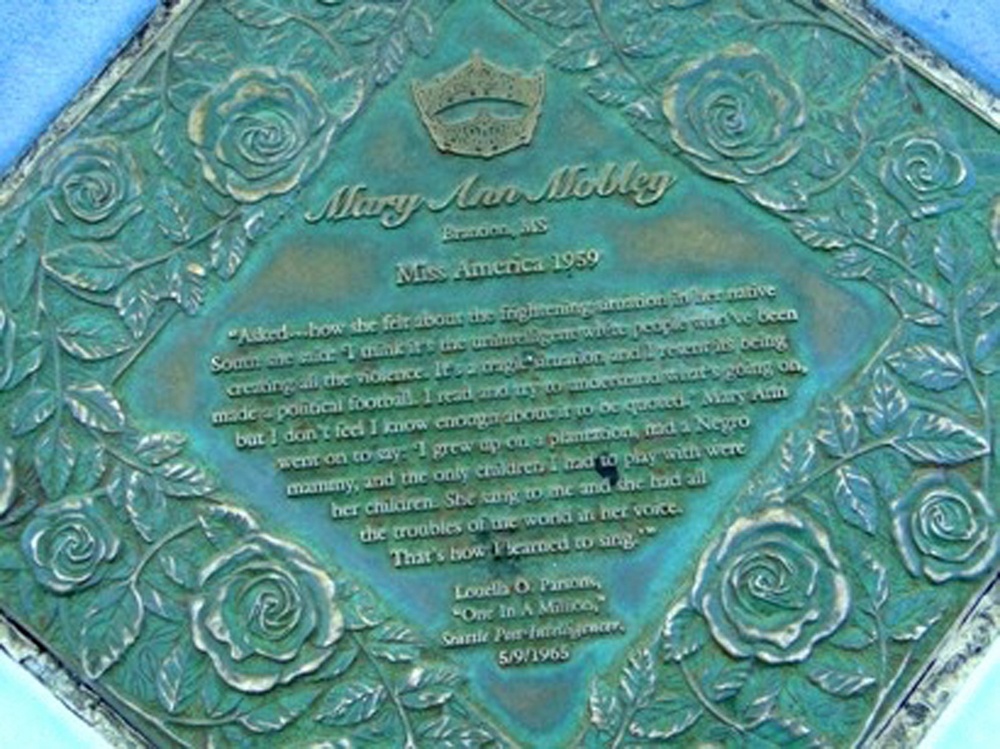 Mary Ann Mobley
Brandon, MS
Miss America 1959
"Asked—how she felt about the frightening situation in her native
South she said: 'I think it's the unintelligent white people who've been
creating all the violence. It's a tragic situation and I resent its being
made a political football. I read and try to understand what's going on,
but I don't feel I know enough about it to be quoted.' Mary Ann
went on to say: 'I grew up on a plantation, had a Negro
mammy, and the only children I had to play with were
her children. She sang to me and she had all
the troubles of the world in her voice.
That's how I learned to sing.'"
Louella O. Parsons,
"One In A Million,"
Seattle Post-Intelligencer,
5/9/1965